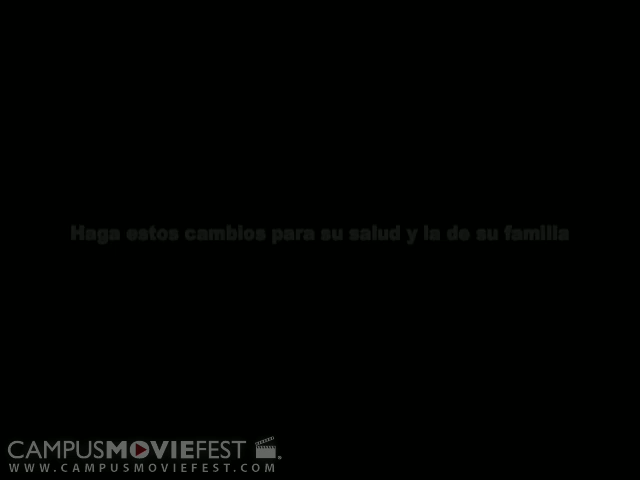 Haga estos cambios para su salud y la de su familia
CAMPUSMOVIEFEST
WWW.CAMPUSMOVIEFEST.COM